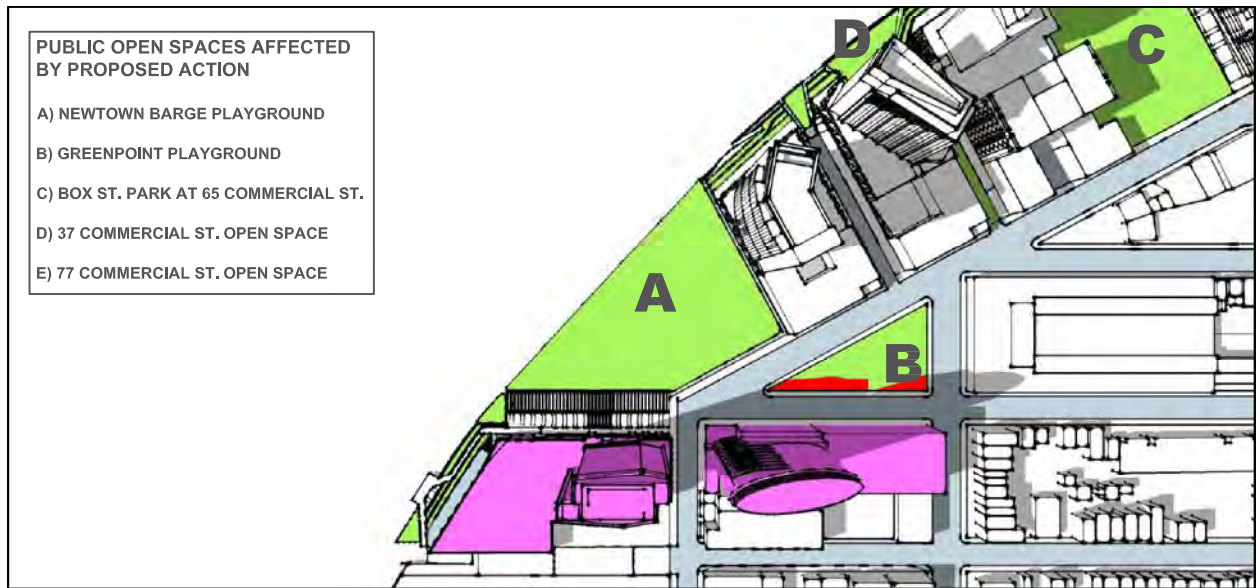 PUBLIC OPEN SPACES AFFECTED
BY PROPOSED ACTION
A) NEWTOWN BARGE PLAYGROUND
B) GREENPOINT PLAYGROUND
C) BOX ST. PARK AT 65 COMMERCIAL ST.
D) 37 COMMERCIAL ST. OPEN SPACE
E) 77 COMMERCIAL ST. OPEN SPACE
D
C
A
B